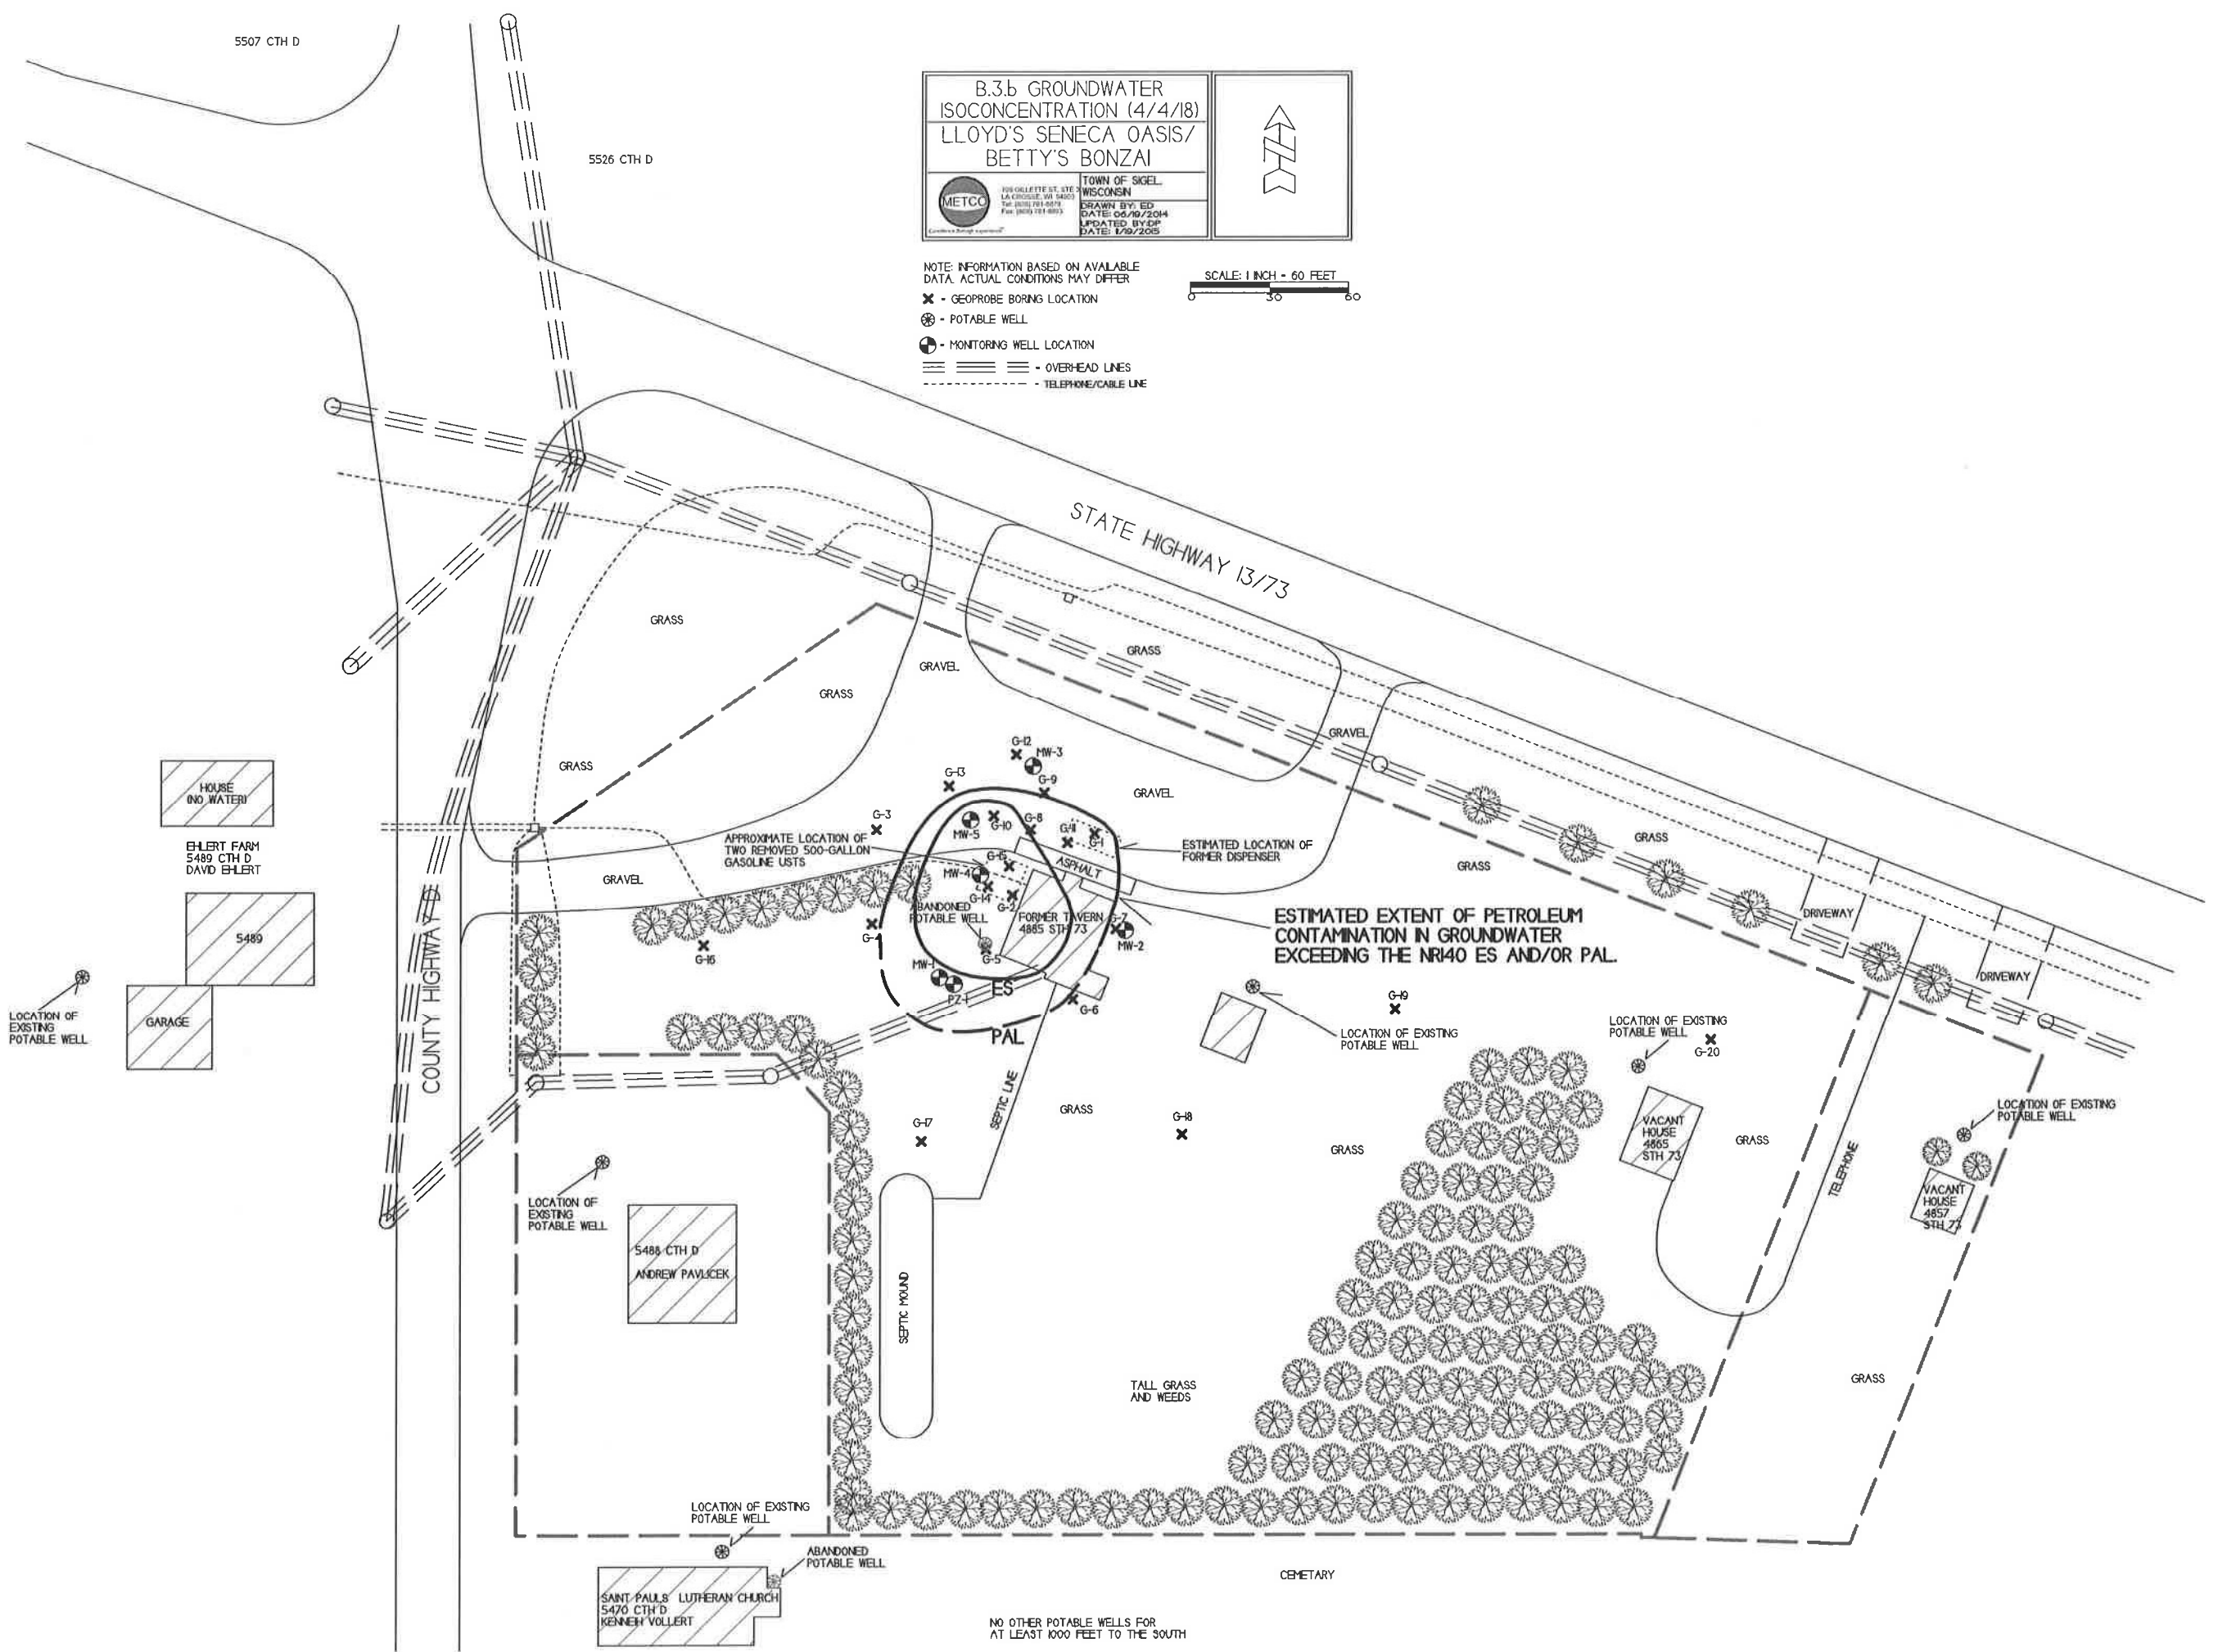 5507 CTH D
5526 CTH D
B.3.b GROUNDWATER
ISOCONCENTRATION (4/4/18)
LLOYD'S SENECA OASIS/
BETTY'S BONZAI
METCO
709 GILLETTE ST, STE 3
LA CROSSE, WI 54603
TOWN OF SIGEL,
WISCONSIN
DRAWN BY: ED
DATE: 06/19/2014
UPDATED BY:DP
DATE: 1/19/2015
N
NOTE: INFORMATION BASED ON AVAILABLE
DATA. ACTUAL CONDITIONS MAY DIFFER
- GEOPROBE BORING LOCATION
- POTABLE WELL
- MONITORING WELL LOCATION
- OVERHEAD LINES
- TELEPHONE/CABLE LINE
SCALE: 1 INCH = 60 FEET
0 30 60
STATE HIGHWAY 13/73
GRASS
GRASS
GRAVEL
GRASS
GRAVEL
GRASS
GRAVEL
HOUSE
(NO WATER)
EHLERT FARM
5489 CTH D
DAVID EHLERT
5489
GARAGE
LOCATION OF
EXISTING
POTABLE WELL
COUNTY HIGHWAY D
GRAVEL
G-12
MW-3
G-13
G-9
G-3
MW-5
G-10
G-8
G-11
G-1
APPROXIMATE LOCATION OF
TWO REMOVED 500-GALLON
GASOLINE USTS
ESTIMATED LOCATION OF
FORMER DISPENSER
ASPHALT
G-15
MW-4
G-14
G-2
ABANDONED
POTABLE WELL
FORMER TAVERN
4885 STH 73
G-7
MW-2
G-4
G-16
G-5
MW-1
PZ-1
ES
G-6
PAL
ESTIMATED EXTENT OF PETROLEUM
CONTAMINATION IN GROUNDWATER
EXCEEDING THE NR140 ES AND/OR PAL.
GRASS
GRASS
DRIVEWAY
DRIVEWAY
G-19
LOCATION OF EXISTING
POTABLE WELL
LOCATION OF EXISTING
POTABLE WELL
G-20
LOCATION OF EXISTING
POTABLE WELL
SEPTIC LINE
GRASS
G-17
G-18
GRASS
VACANT
HOUSE
4865
STH 73
GRASS
TELEPHONE
VACANT
HOUSE
4857
STH 73
LOCATION OF
EXISTING
POTABLE WELL
5488 CTH D
ANDREW PAVLICEK
SEPTIC MOUND
TALL GRASS
AND WEEDS
GRASS
LOCATION OF EXISTING
POTABLE WELL
ABANDONED
POTABLE WELL
SAINT PAULS LUTHERAN CHURCH
5470 CTH D
KENNETH VOLLERT
CEMETARY
NO OTHER POTABLE WELLS FOR
AT LEAST 1000 FEET TO THE SOUTH